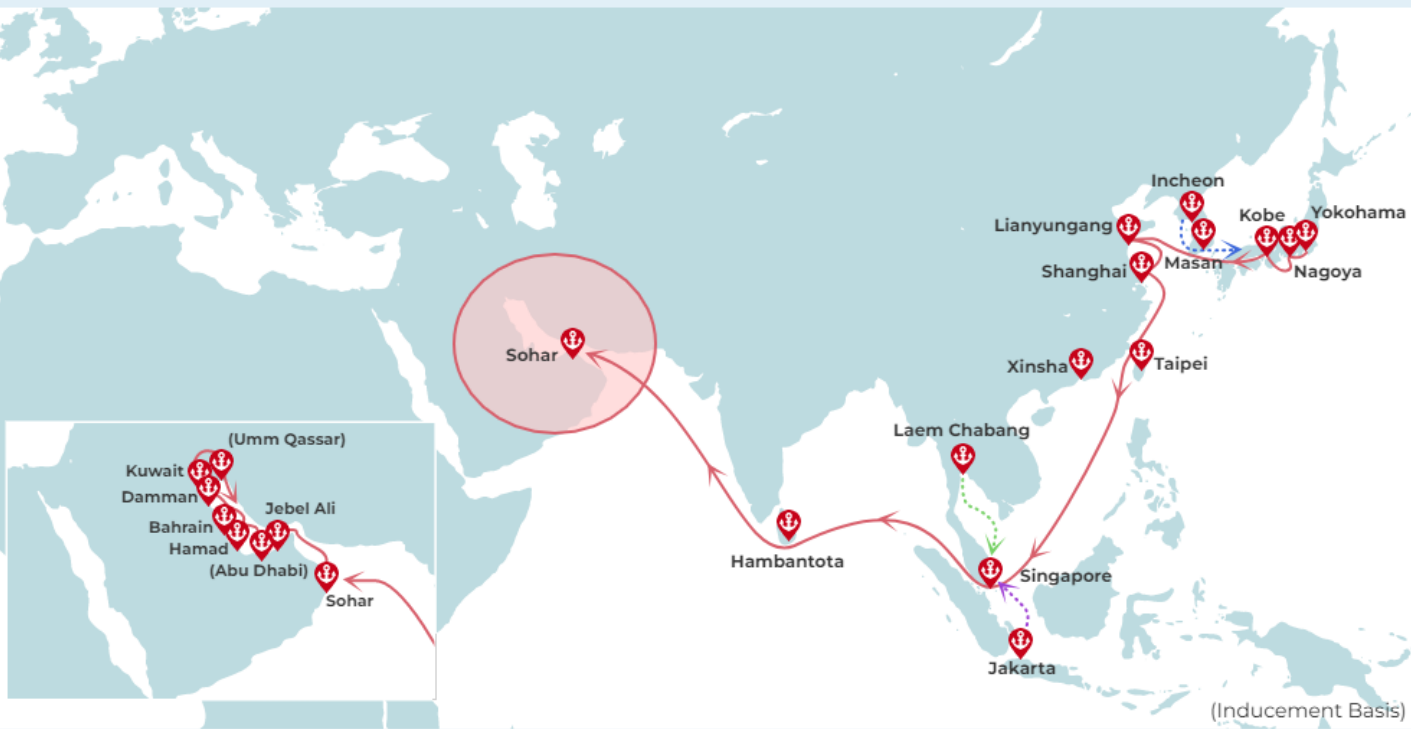 Incheon
Kobe
Yokohama
Lianyungang
Masan
Shanghai
Nagoya
Sohar
Xinsha
Taipei
Laem Chabang
(Umm Qassar)
Kuwait
Damman
Jebel Ali
Bahrain
Hamad
(Abu Dhabi)
Sohar
Hambantota
Singapore
Jakarta
(Inducement Basis)